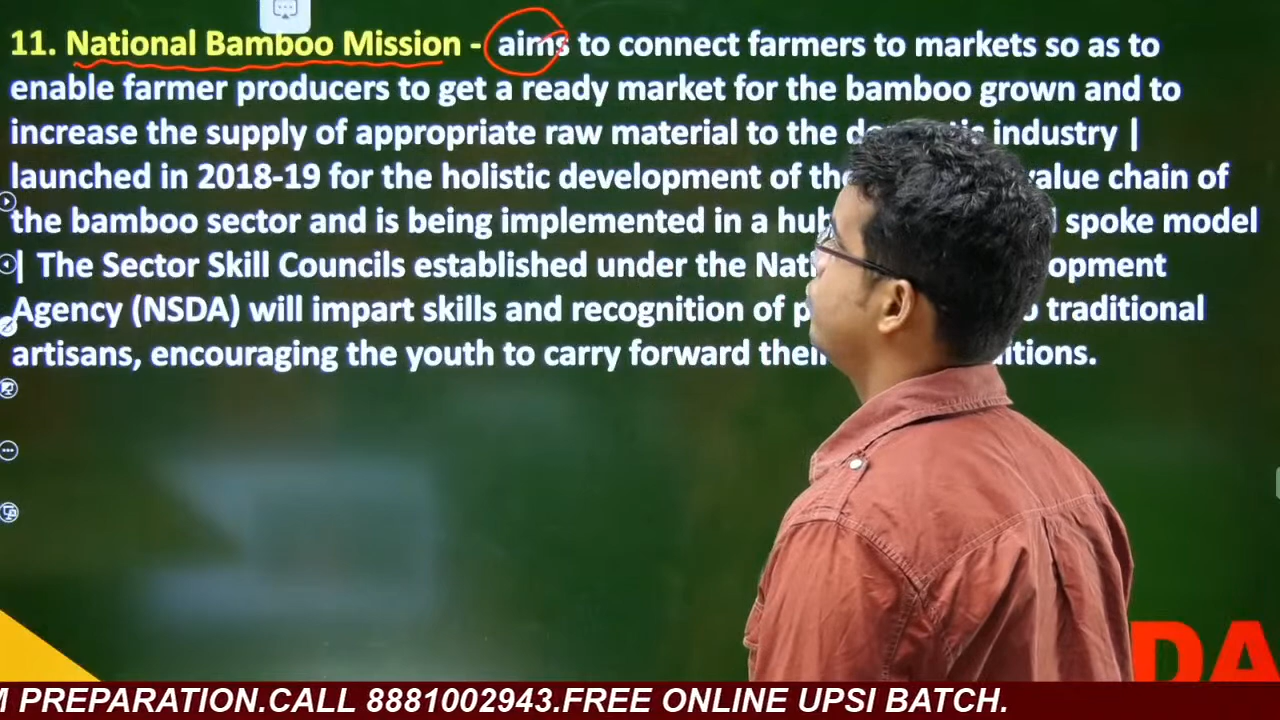 11. National Bamboo Mission - aims to connect farmers to markets so as to
enable farmer producers to get a ready market for the bamboo grown and to
increase the supply of appropriate raw material to the industry |
launched in 2018-19 for the holistic development of the value chain of
the bamboo sector and is being implemented in a hub spoke model
| The Sector Skill Councils established under the
Agency (NSDA) will impart skills and recognition of traditional
artisans, encouraging the youth to carry forward
DA
M PREPARATION.CALL 8881002943.FREE ONLINE UPSI BATCH.